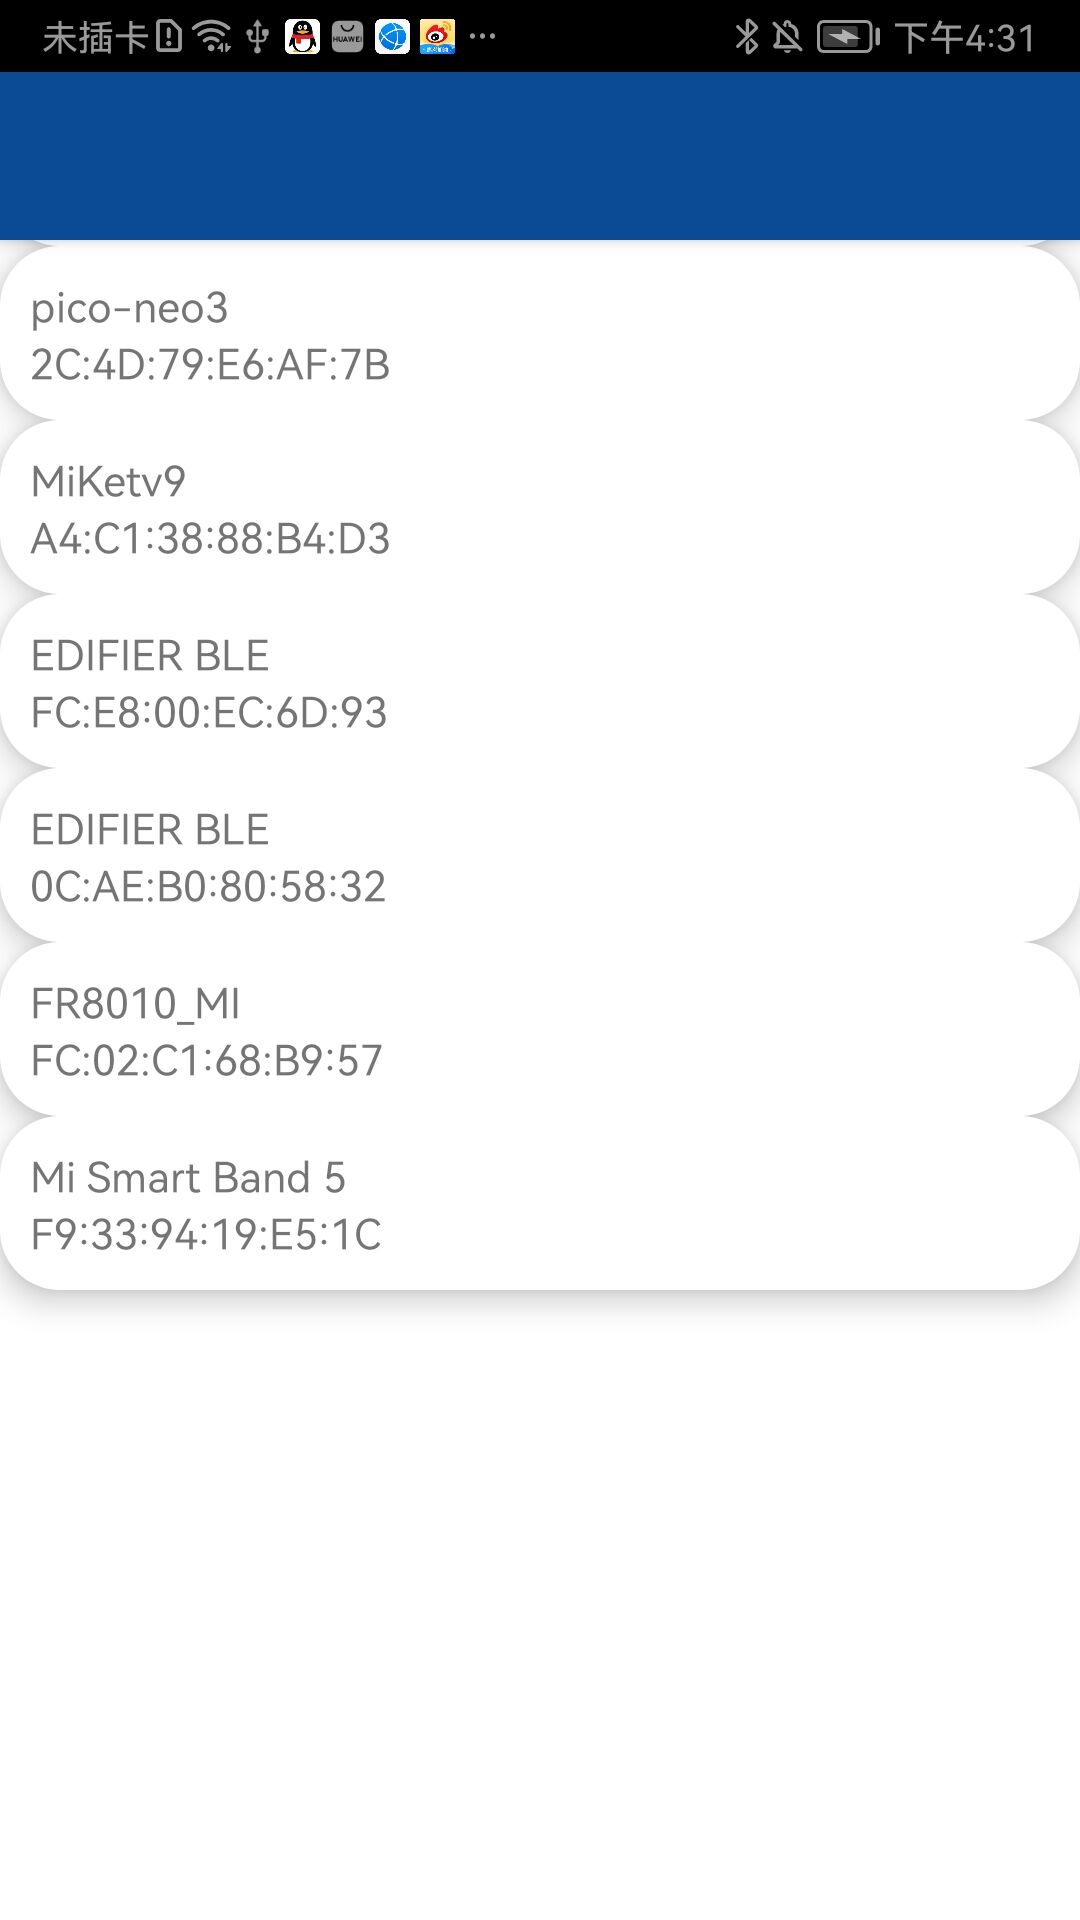 未插卡 HUAWEI 下午4:31
pico-neo3
2C:4D:79:E6:AF:7B
MiKetv9
A4:C1:38:88:B4:D3
EDIFIER BLE
FC:E8:00:EC:6D:93
EDIFIER BLE
0C:AE:B0:80:58:32
FR8010_MI
FC:02:C1:68:B9:57
Mi Smart Band 5
F9:33:94:19:E5:1C